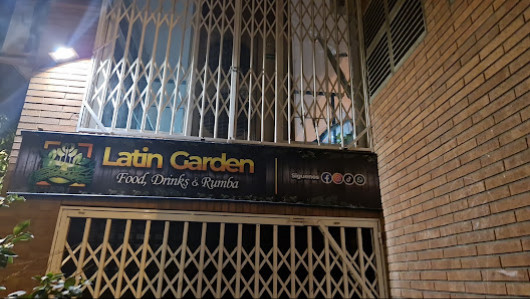 Latin Garden
Food, Drinks & Rumba
Síguenos